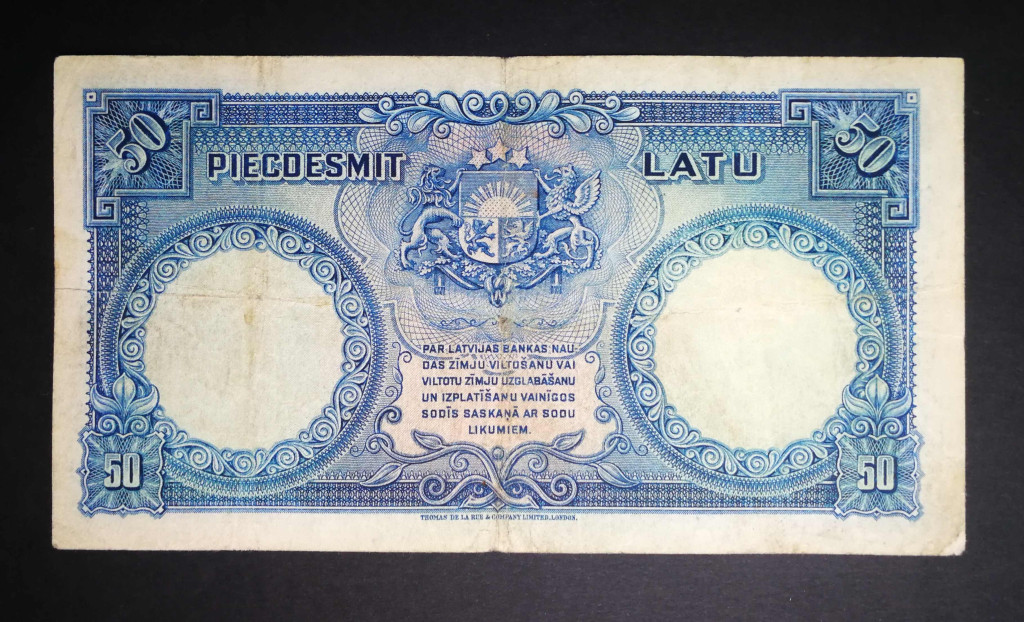 50
50
PIECDESMIT LATU
PAR LATVIJAS BANKAS NAU
DAS ZĪMJU VILTOŠANU VAI
VILTOTU ZĪMJU UZGLABĀŠANU
UN IZPLATĪŠANU VAINĪGOS
SODĪS SASKAŅĀ AR SODU
LIKUMIEM.
50
50
THOMAS DE LA RUE & COMPANY LIMITED, LONDON.